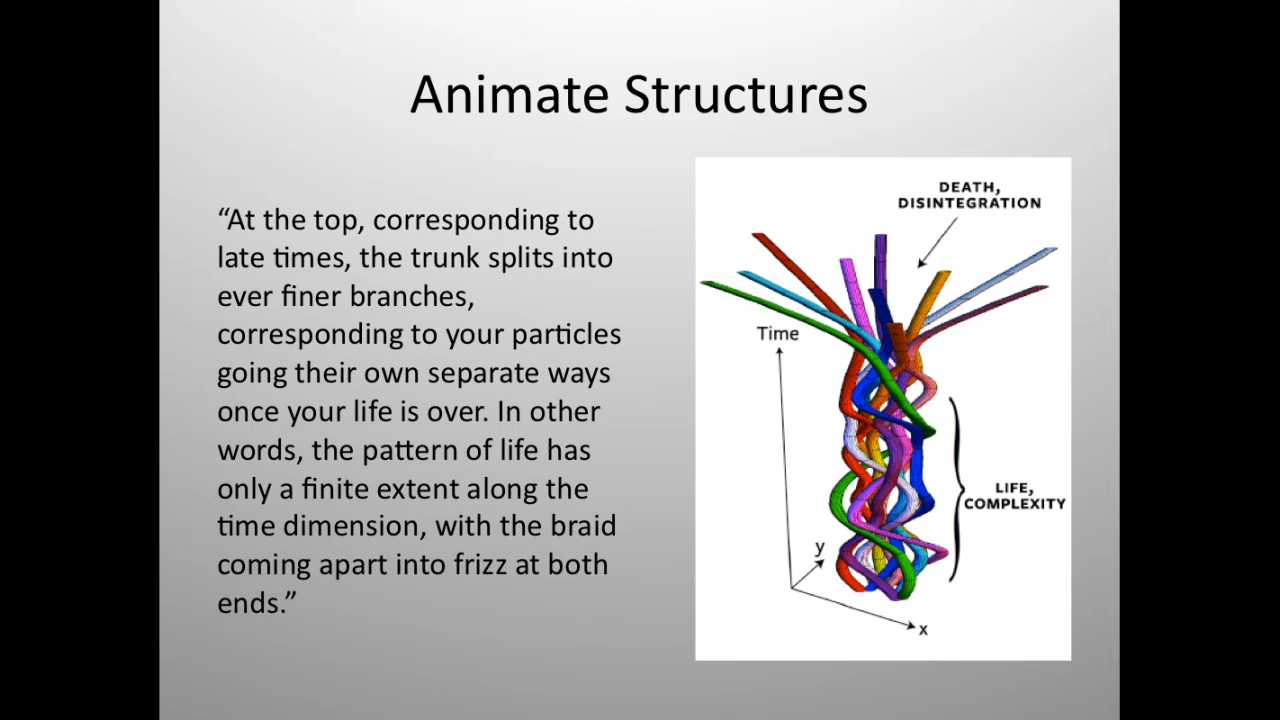 Animate Structures
“At the top, corresponding to
late times, the trunk splits into
ever finer branches,
corresponding to your particles
going their own separate ways
once your life is over. In other
words, the pattern of life has
only a finite extent along the
time dimension, with the braid
coming apart into frizz at both
ends.”
DEATH,
DISINTEGRATION
Time
LIFE,
COMPLEXITY
y
x